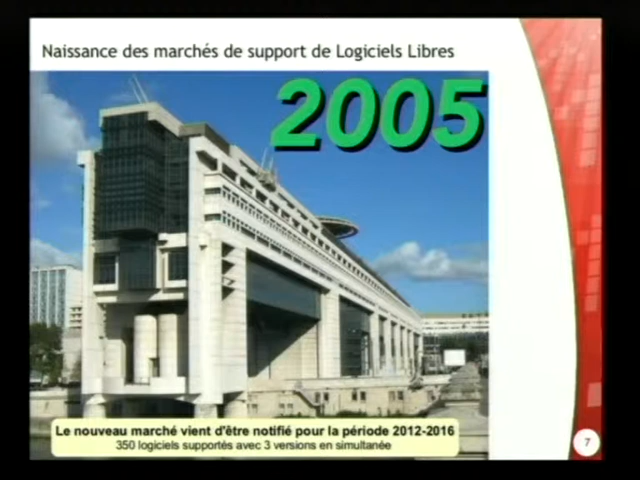 Naissance des marchés de support de Logiciels Libres
2005
Le nouveau marché vient d'être notifié pour la période 2012-2016
350 logiciels supportés avec 3 versions en simultanée
7